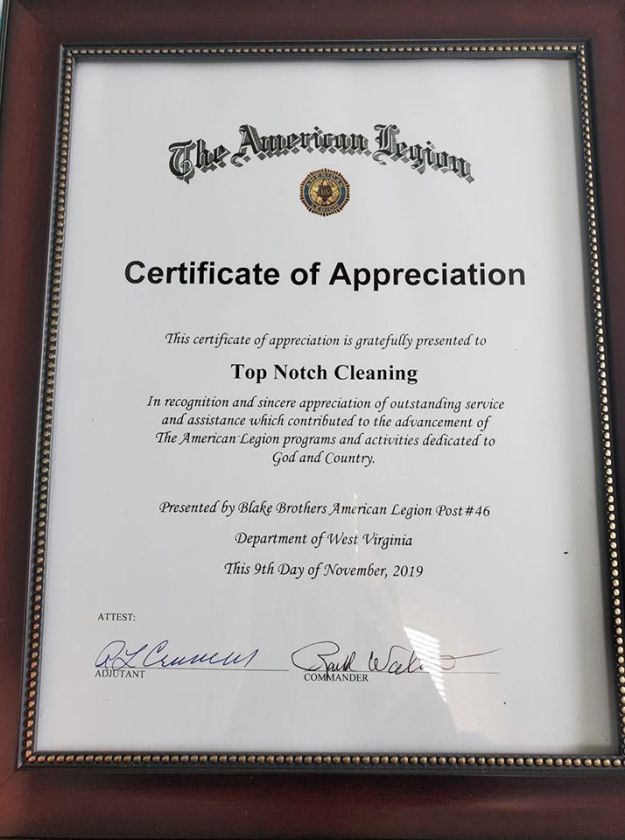 The American Legion
AMERICAN
US
LEGION
Certificate of Appreciation
This certificate of appreciation is gratefully presented to
Top Notch Cleaning
In recognition and sincere appreciation of outstanding service
and assistance which contributed to the advancement of
The American Legion programs and activities dedicated to
God and Country.
Presented by Blake Brothers American Legion Post #46
Department of West Virginia
This 9th Day of November, 2019
ATTEST:
ADJUTANT
COMMANDER